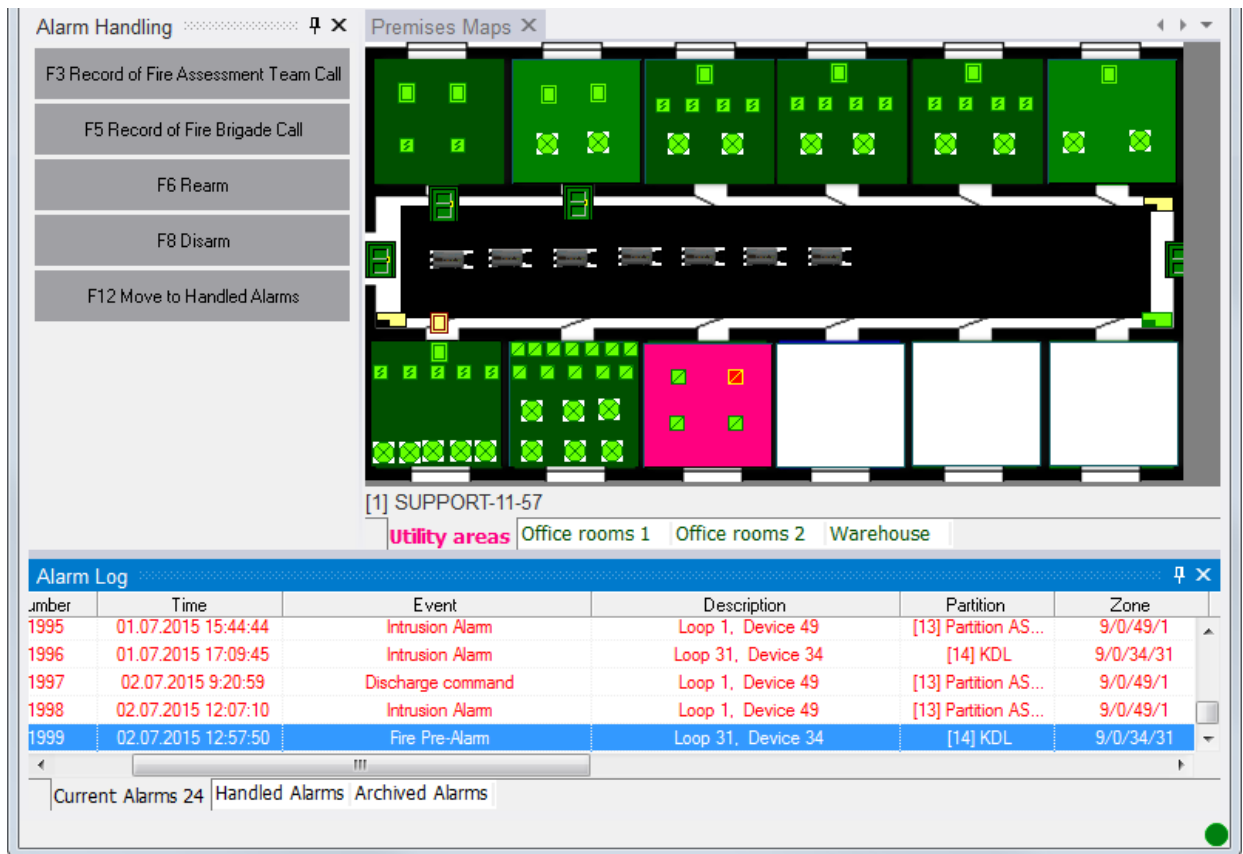 Alarm Handling
F3 Record of Fire Assessment Team Call
F5 Record of Fire Brigade Call
F6 Rearm
F8 Disarm
F12 Move to Handled Alarms
Premises Maps
[1] SUPPORT-11-57
Utility areas Office rooms 1 Office rooms 2 Warehouse
Alarm Log
umber Time Event Description Partition Zone
1995 01.07.2015 15:44:44 Intrusion Alarm Loop 1, Device 49 [13] Partition AS... 9/0/49/1
1996 01.07.2015 17:09:45 Intrusion Alarm Loop 31, Device 34 [14] KDL 9/0/34/31
1997 02.07.2015 9:20:59 Discharge command Loop 1, Device 49 [13] Partition AS... 9/0/49/1
1998 02.07.2015 12:07:10 Intrusion Alarm Loop 1, Device 49 [13] Partition AS... 9/0/49/1
1999 02.07.2015 12:57:50 Fire Pre-Alarm Loop 31, Device 34 [14] KDL 9/0/34/31
Current Alarms 24 Handled Alarms Archived Alarms